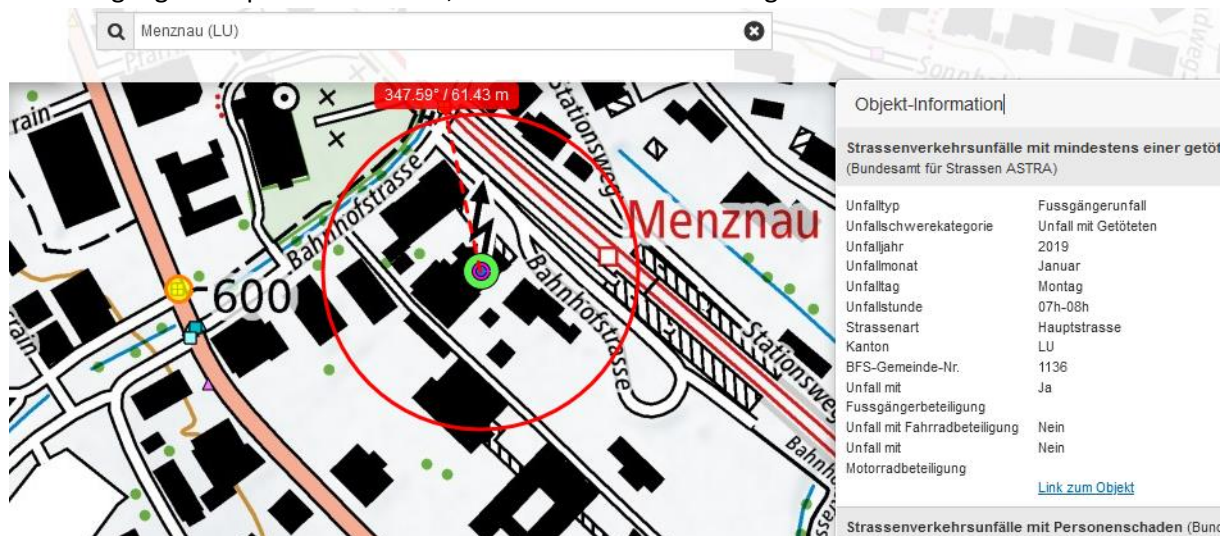 Menznau (LU)
347.59° / 61.43 m
Stationsweg
Bahnhofstrasse
Menznau
600
Bahnhofstrasse
Stationsweg
rain
Objekt-Information
Strassenverkehrsunfälle mit mindestens einer getöt
(Bundesamt für Strassen ASTRA)
Unfalltyp Fussgängerunfall
Unfallschwerekategorie Unfall mit Getöteten
Unfalljahr 2019
Unfallmonat Januar
Unfalltag Montag
Unfallstunde 07h-08h
Strassenart Hauptstrasse
Kanton LU
BFS-Gemeinde-Nr. 1136
Unfall mit Ja
Fussgängerbeteiligung
Unfall mit Fahrradbeteiligung Nein
Unfall mit Nein
Motorradbeteiligung
Link zum Objekt
Strassenverkehrsunfälle mit Personenschaden (Bund